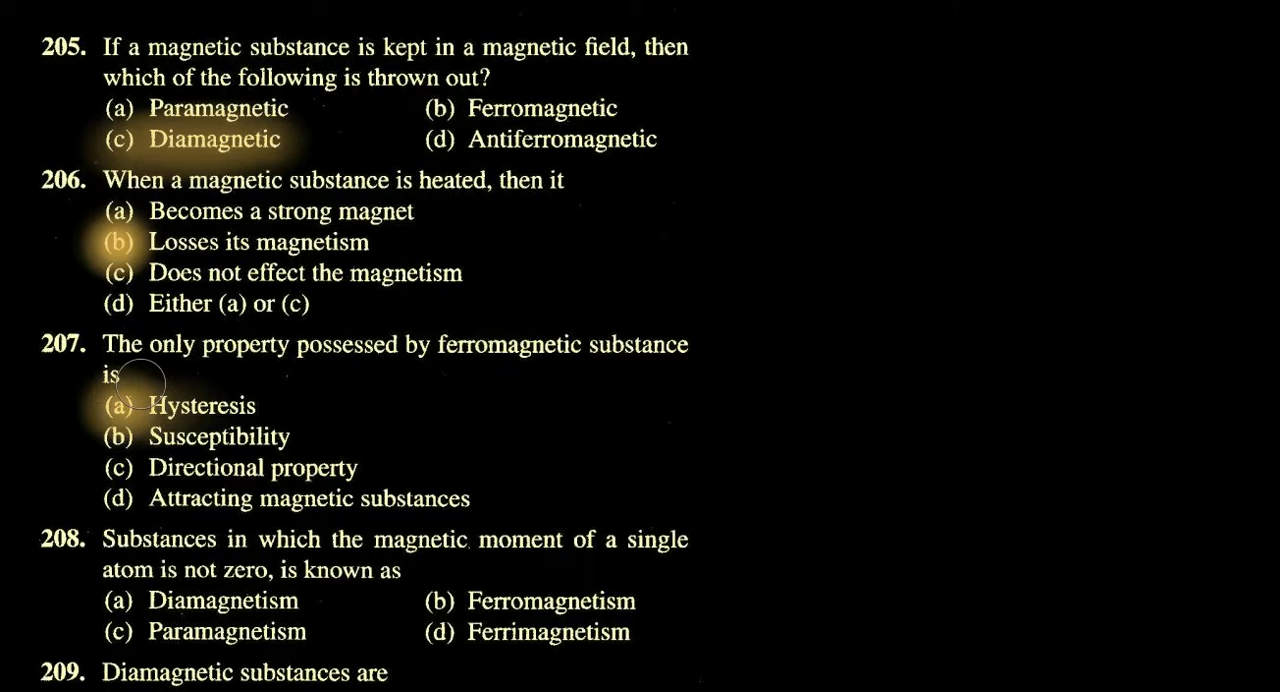 205. If a magnetic substance is kept in a magnetic field, then
which of the following is thrown out?
(a) Paramagnetic (b) Ferromagnetic
(c) Diamagnetic (d) Antiferromagnetic
206. When a magnetic substance is heated, then it
(a) Becomes a strong magnet
(b) Losses its magnetism
(c) Does not effect the magnetism
(d) Either (a) or (c)
207. The only property possessed by ferromagnetic substance
is
(a) Hysteresis
(b) Susceptibility
(c) Directional property
(d) Attracting magnetic substances
208. Substances in which the magnetic moment of a single
atom is not zero, is known as
(a) Diamagnetism (b) Ferromagnetism
(c) Paramagnetism (d) Ferrimagnetism
209. Diamagnetic substances are